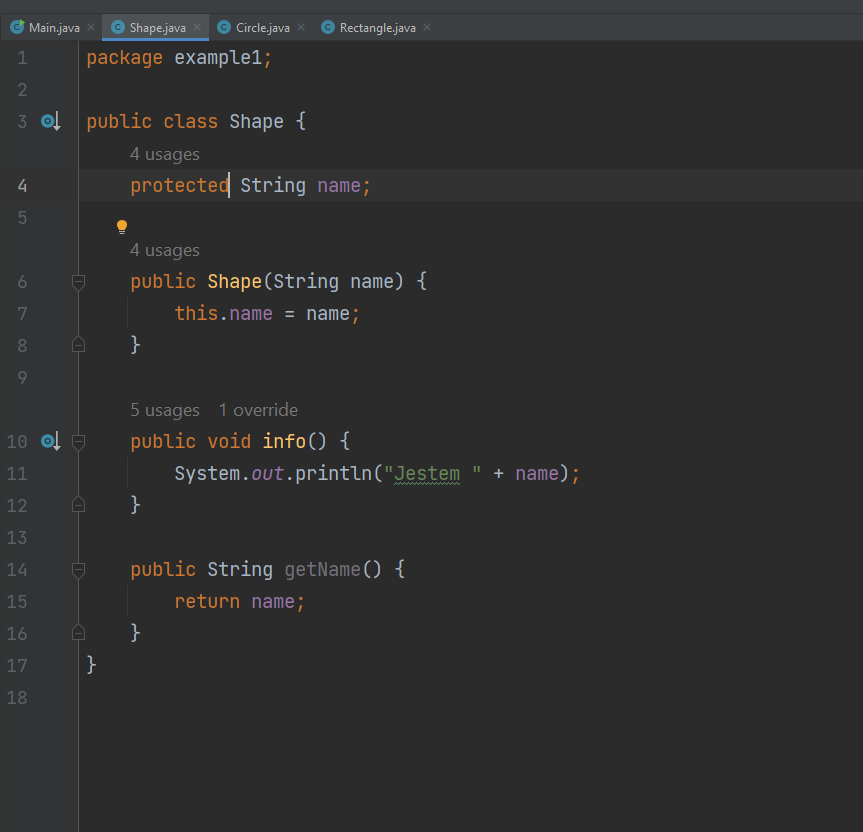 Main.java Shape.java Circle.java Rectangle.java
1 package example1;
2
3 public class Shape {
4 usages
4 protected String name;
5
4 usages
6 public Shape(String name) {
7 this.name = name;
8 }
9
5 usages 1 override
10 public void info() {
11 System.out.println("Jestem " + name);
12 }
13
14 public String getName() {
15 return name;
16 }
17 }
18